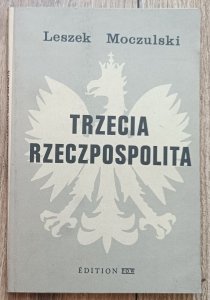 Leszek Moczulski
TRZECIA
RZECZPOSPOLITA
ÉDITION